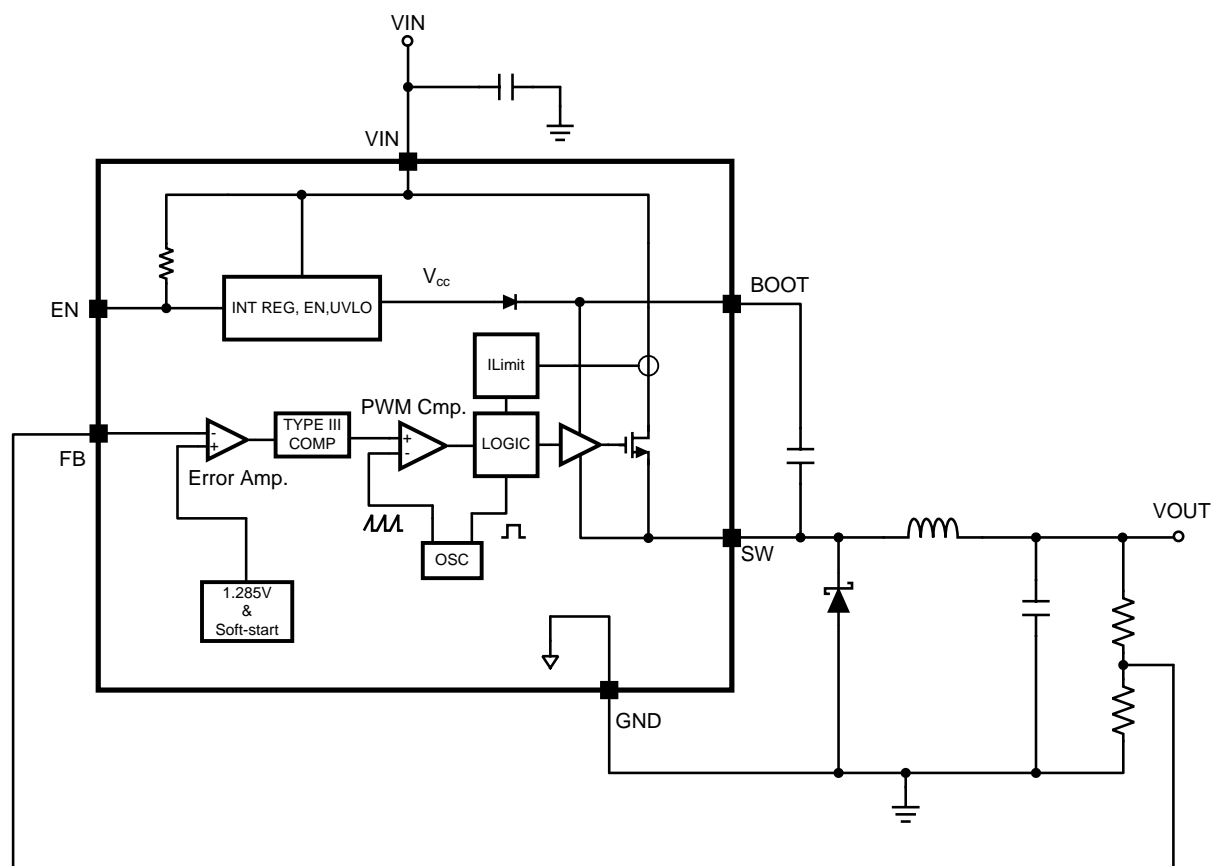 VIN
VIN
V_cc
BOOT
EN
INT REG, EN,UVLO
ILimit
PWM Cmp.
TYPE III
COMP
-
+
+
-
LOGIC
FB
Error Amp.
VOUT
SW
OSC
1.285V
&
Soft-start
GND